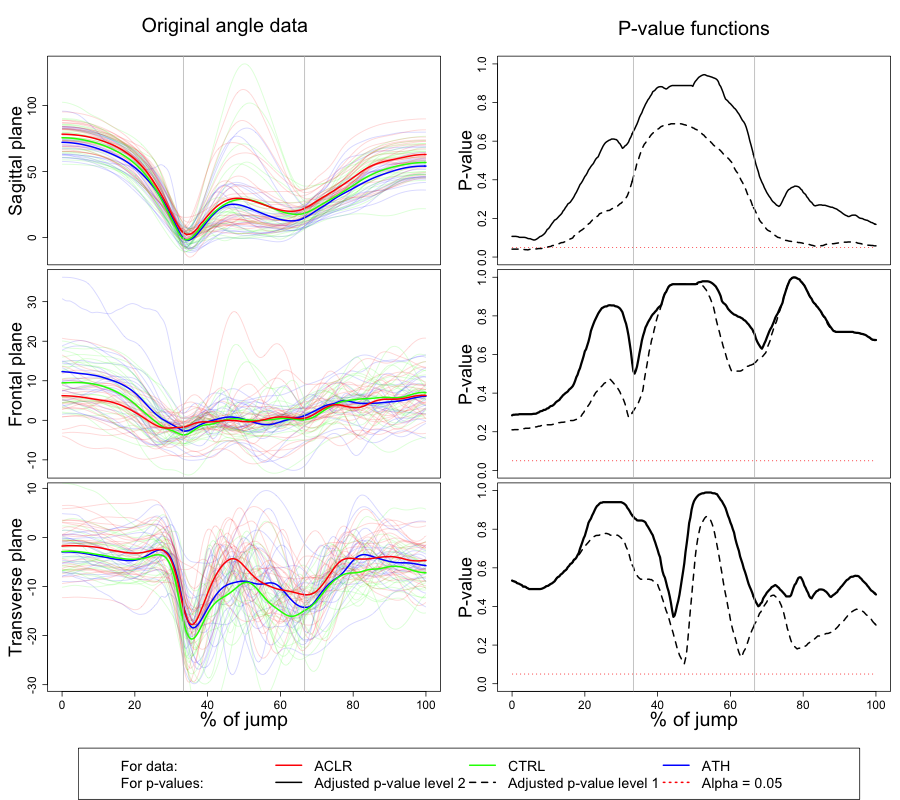 Original angle data
P-value functions
Sagittal plane
0
50
100
P-value
0.0
0.2
0.4
0.6
0.8
1.0
Frontal plane
-10
0
10
20
30
P-value
0.0
0.2
0.4
0.6
0.8
1.0
Transverse plane
-30
-20
-10
0
10
P-value
0.0
0.2
0.4
0.6
0.8
1.0
0 20 40 60 80 100
0 20 40 60 80 100
% of jump
% of jump
For data: ACLR CTRL ATH
For p-values: Adjusted p-value level 2 Adjusted p-value level 1 Alpha = 0.05